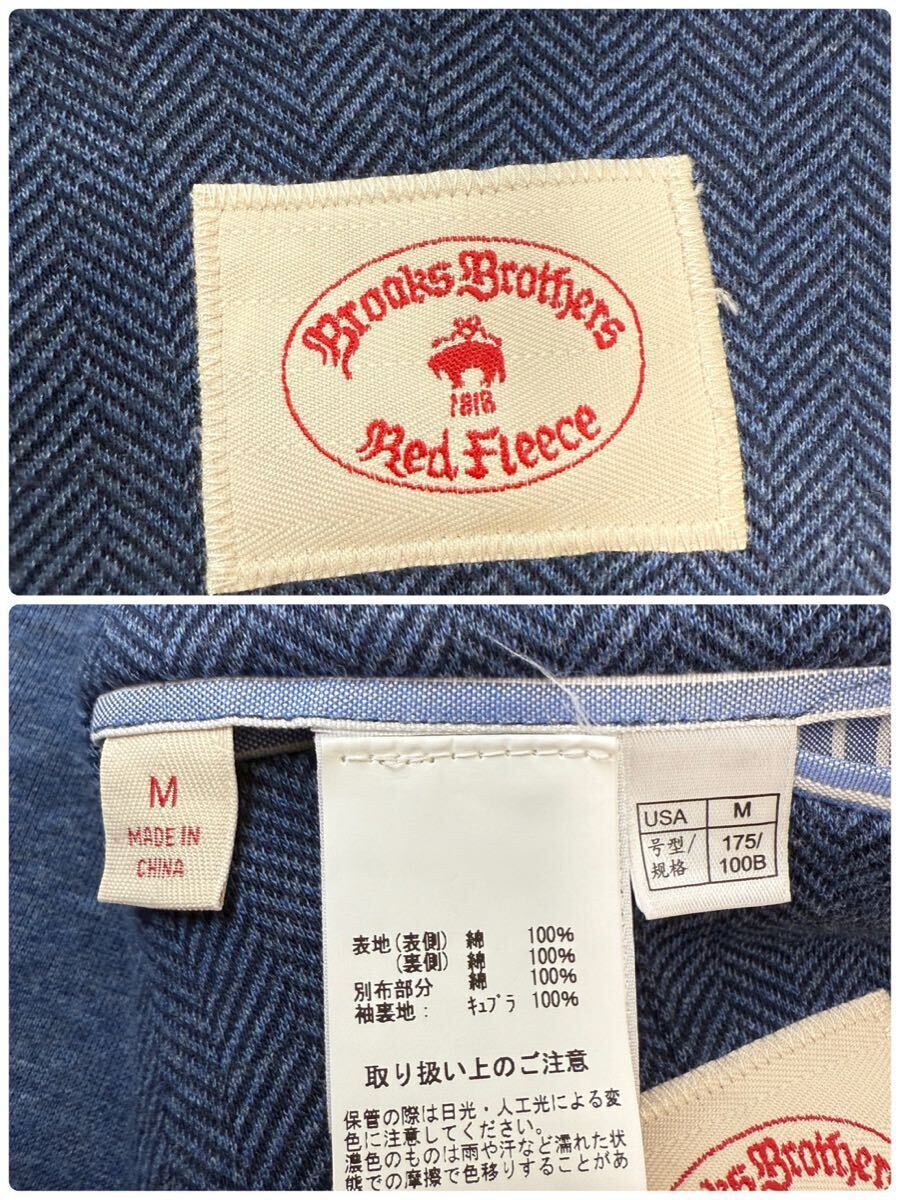 Brooks Brothers
1818
Red Fleece
M
MADE IN
CHINA
USA M
号型/規格 175/100B
表地(表側) 綿 100%
(裏側) 綿 100%
別布部分 綿 100%
袖裏地: キュプラ 100%
取り扱い上のご注意
保管の際は日光・人工光による変
色に注意してください。
濃色のものは雨や汗など濡れた状
態での摩擦で色移りすることがあ
Brooks Brothers